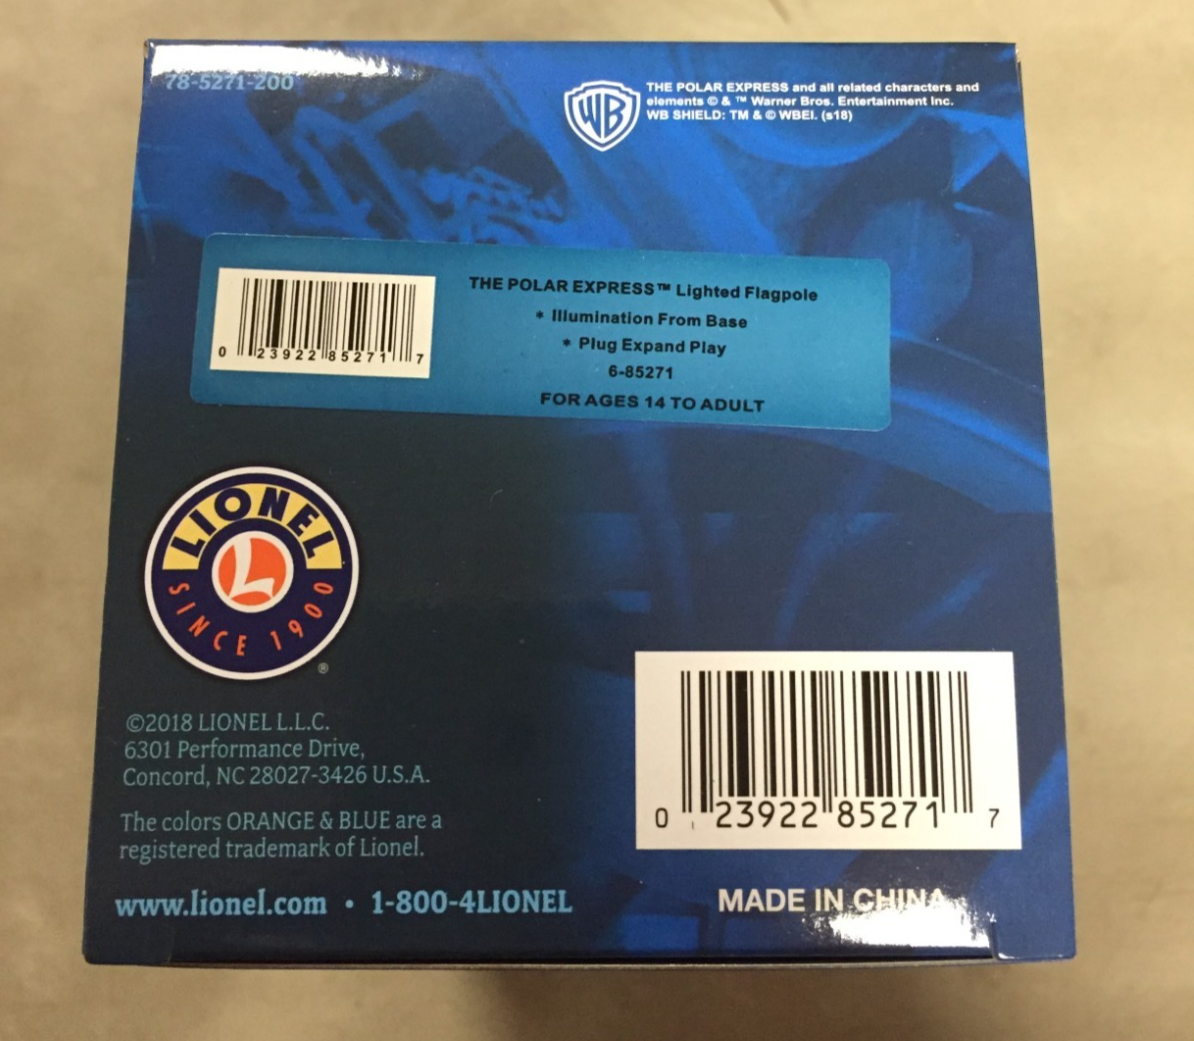 78-5271-200
WB
THE POLAR EXPRESS and all related characters and
elements © & ™ Warner Bros. Entertainment Inc.
WB SHIELD: TM & © WBEI. (s18)
THE POLAR EXPRESS™ Lighted Flagpole
* Illumination From Base
* Plug Expand Play
6-85271
FOR AGES 14 TO ADULT
0 23922 85271 7
LIONEL
L
SINCE 1900
®
©2018 LIONEL L.L.C.
6301 Performance Drive,
Concord, NC 28027-3426 U.S.A.
The colors ORANGE & BLUE are a
registered trademark of Lionel.
www.lionel.com • 1-800-4LIONEL
0 23922 85271 7
MADE IN CHINA